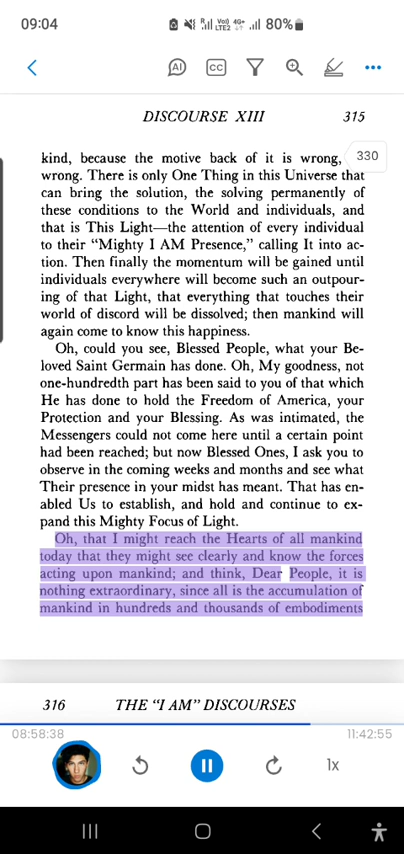 09:04
80%
AI
CC
DISCOURSE XIII 315
330
kind, because the motive back of it is wrong,
wrong. There is only One Thing in this Universe that
can bring the solution, the solving permanently of
these conditions to the World and individuals, and
that is This Light—the attention of every individual
to their “Mighty I AM Presence,” calling It into ac-
tion. Then finally the momentum will be gained until
individuals everywhere will become such an outpour-
ing of that Light, that everything that touches their
world of discord will be dissolved; then mankind will
again come to know this happiness.
Oh, could you see, Blessed People, what your Be-
loved Saint Germain has done. Oh, My goodness, not
one-hundredth part has been said to you of that which
He has done to hold the Freedom of America, your
Protection and your Blessing. As was intimated, the
Messengers could not come here until a certain point
had been reached; but now Blessed Ones, I ask you to
observe in the coming weeks and months and see what
Their presence in your midst has meant. That has en-
abled Us to establish, and hold and continue to ex-
pand this Mighty Focus of Light.
Oh, that I might reach the Hearts of all mankind
today that they might see clearly and know the forces
acting upon mankind; and think, Dear People, it is
nothing extraordinary, since all is the accumulation of
mankind in hundreds and thousands of embodiments
316 THE “I AM” DISCOURSES
08:58:38 11:42:55
1x